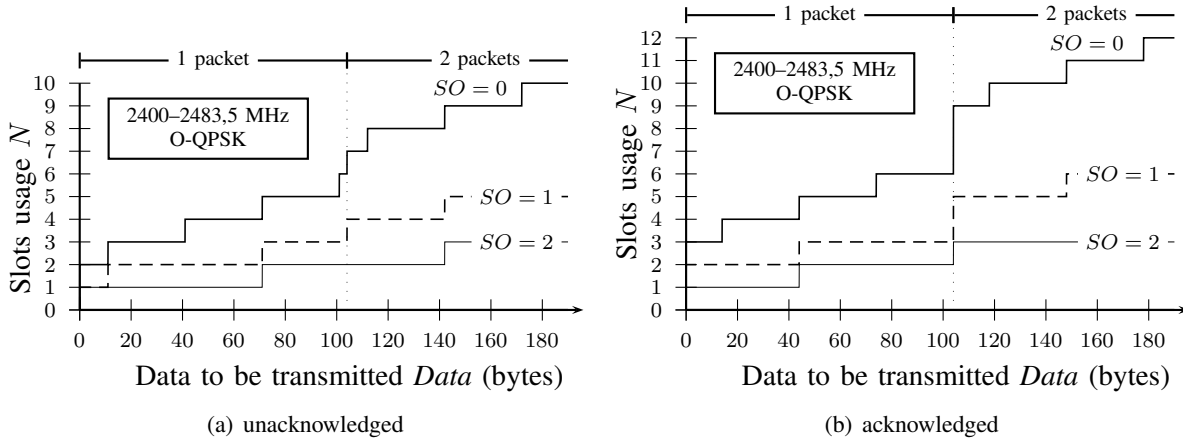 1 packet
2 packets
10
9
8
7
6
5
4
3
2
1
0
Slots usage N
SO = 0
2400–2483,5 MHz
O-QPSK
SO = 1
SO = 2
0 20 40 60 80 100 120 140 160 180
Data to be transmitted Data (bytes)
(a) unacknowledged
1 packet
2 packets
12
11
10
9
8
7
6
5
4
3
2
1
0
Slots usage N
SO = 0
2400–2483,5 MHz
O-QPSK
SO = 1
SO = 2
0 20 40 60 80 100 120 140 160 180
Data to be transmitted Data (bytes)
(b) acknowledged